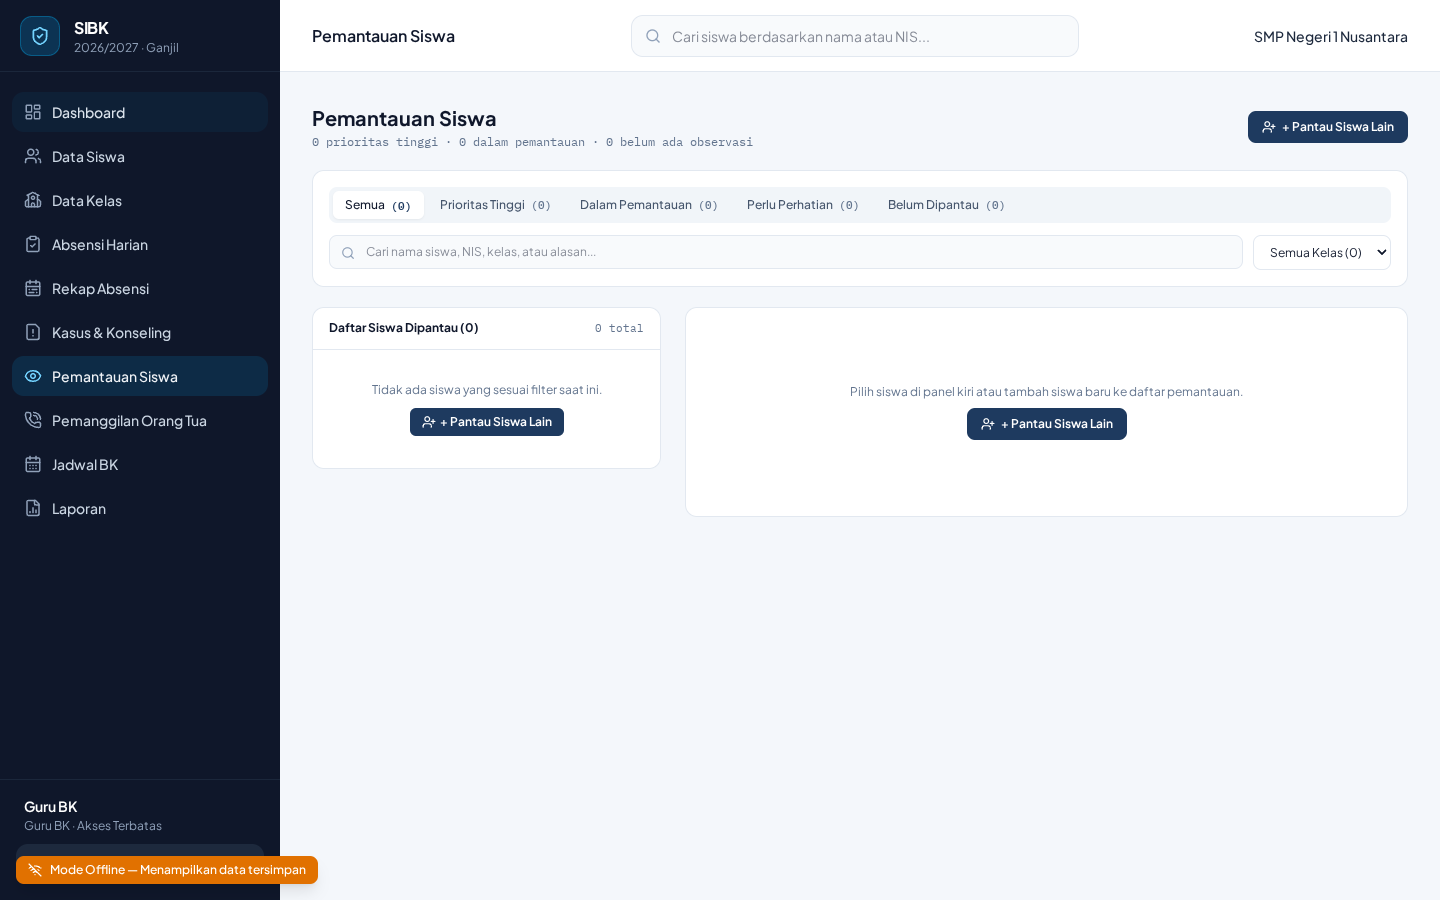 SIBK
2026/2027 · Ganjil
Dashboard
Data Siswa
Data Kelas
Absensi Harian
Rekap Absensi
Kasus & Konseling
Pemantauan Siswa
Pemanggilan Orang Tua
Jadwal BK
Laporan
Guru BK
Guru BK · Akses Terbatas
Mode Offline — Menampilkan data tersimpan
Pemantauan Siswa
Cari siswa berdasarkan nama atau NIS...
SMP Negeri 1 Nusantara
Pemantauan Siswa
0 prioritas tinggi · 0 dalam pemantauan · 0 belum ada observasi
+ Pantau Siswa Lain
Semua (0) Prioritas Tinggi (0) Dalam Pemantauan (0) Perlu Perhatian (0) Belum Dipantau (0)
Cari nama siswa, NIS, kelas, atau alasan...
Semua Kelas (0)
Daftar Siswa Dipantau (0) 0 total
Tidak ada siswa yang sesuai filter saat ini.
+ Pantau Siswa Lain
Pilih siswa di panel kiri atau tambah siswa baru ke daftar pemantauan.
+ Pantau Siswa Lain